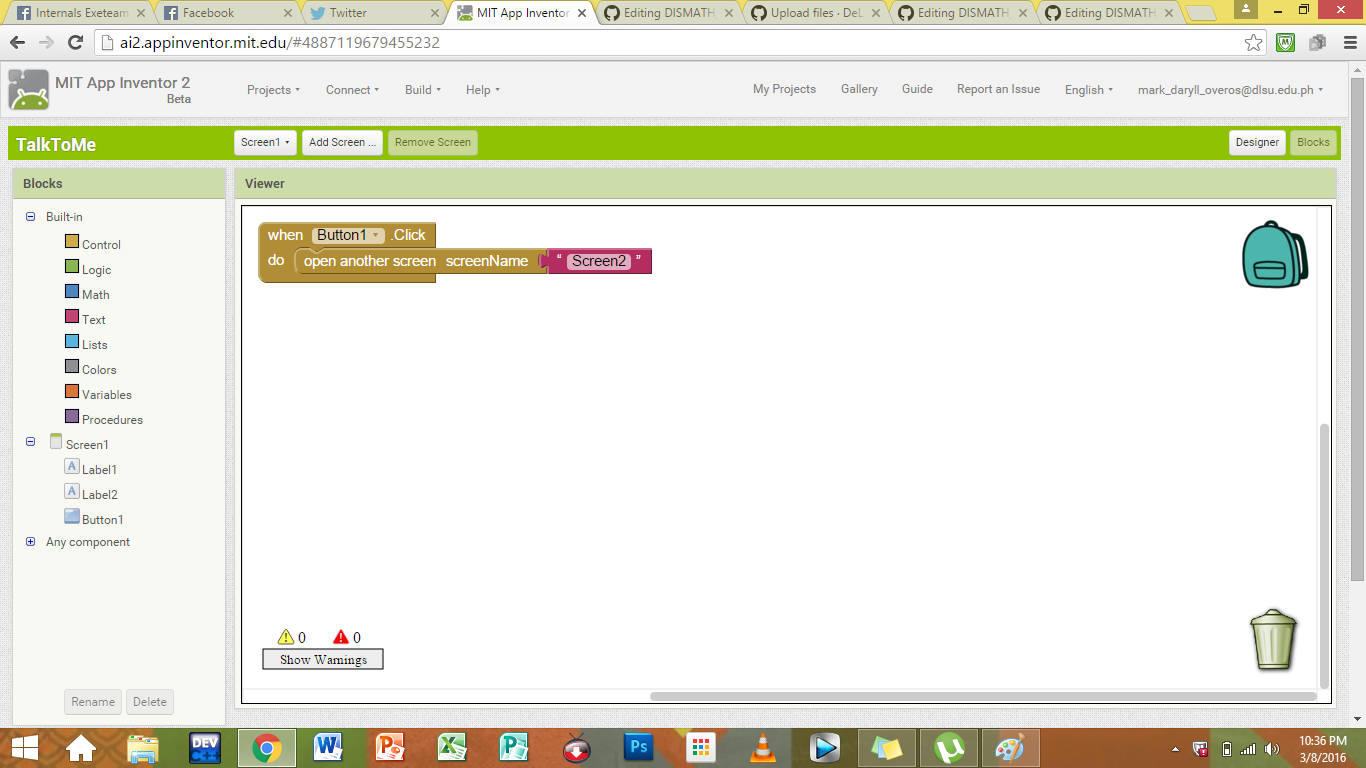 Internals Exeteam
Facebook
Twitter
MIT App Inventor
Editing DISMATH
Upload files · DeL
Editing DISMATH
Editing DISMATH
ai2.appinventor.mit.edu/#4887119679455232
MIT App Inventor 2
Beta
Projects
Connect
Build
Help
My Projects
Gallery
Guide
Report an Issue
English
mark_daryll_overos@dlsu.edu.ph
TalkToMe
Screen1
Add Screen ...
Remove Screen
Designer
Blocks
Blocks
Viewer
Built-in
Control
Logic
Math
Text
Lists
Colors
Variables
Procedures
Screen1
A Label1
A Label2
Button1
Any component
Rename
Delete
when Button1 .Click
do open another screen screenName " Screen2 "
0 0
Show Warnings
DEV C++
Ps
10:36 PM
3/8/2016